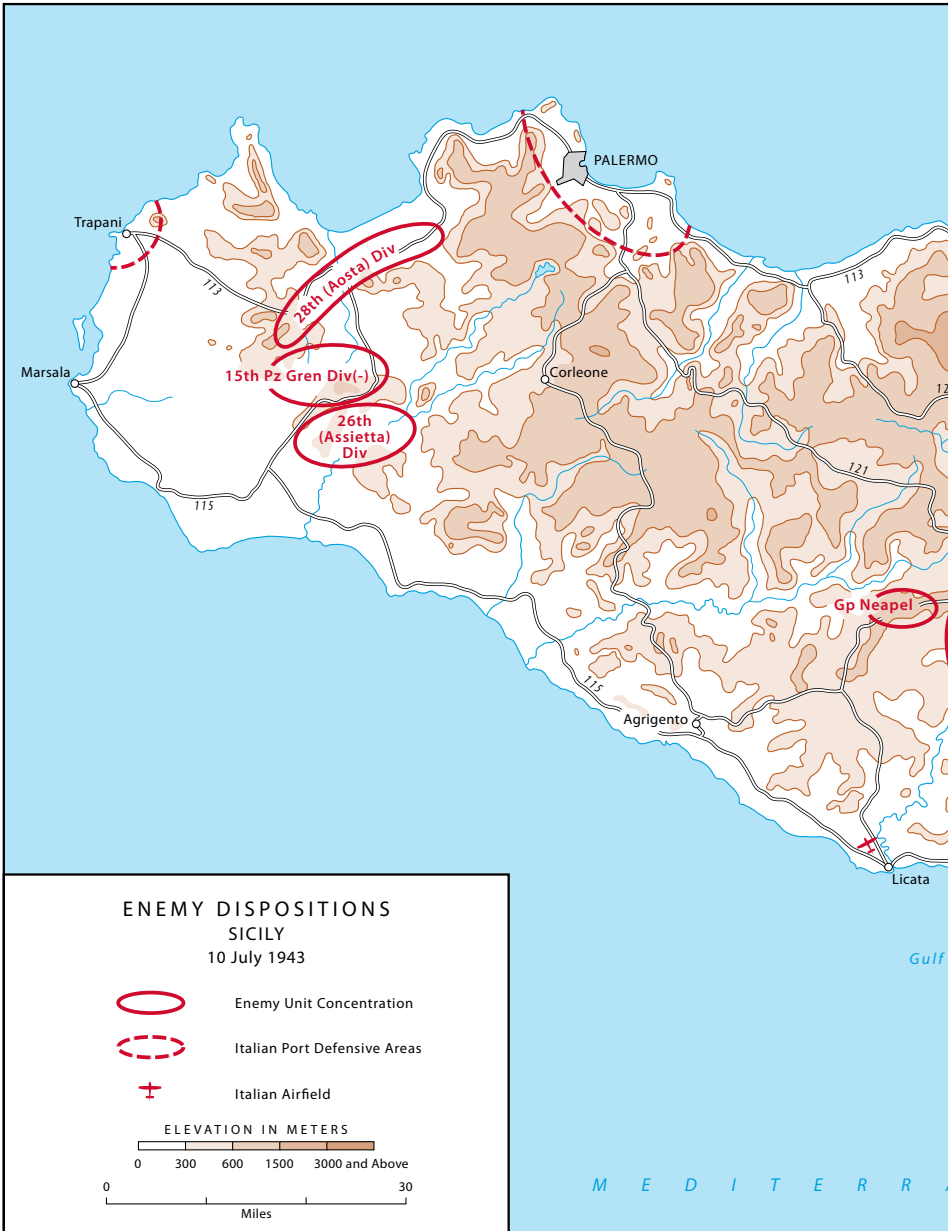 PALERMO
Trapani
113
28th (Aosta) Div
113
Marsala
15th Pz Gren Div(-)
Corleone
12
26th
(Assietta)
Div
121
115
Gp Neapel
115
Agrigento
Licata
Gulf
ENEMY DISPOSITIONS
SICILY
10 July 1943
Enemy Unit Concentration
Italian Port Defensive Areas
Italian Airfield
ELEVATION IN METERS
0 300 600 1500 3000 and Above
0 30
Miles
MEDITERRA